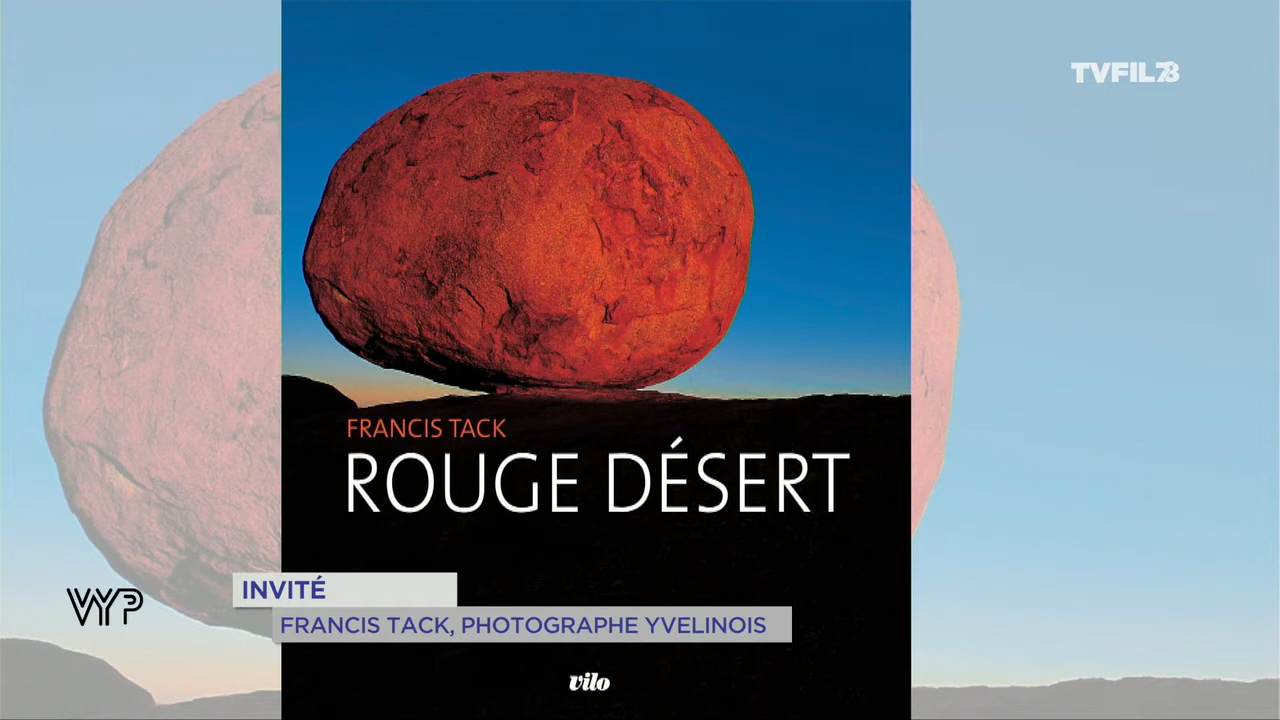 TVFIL78
FRANCIS TACK
ROUGE DÉSERT
INVITÉ
VYP
FRANCIS TACK, PHOTOGRAPHE YVELINOIS
vilo